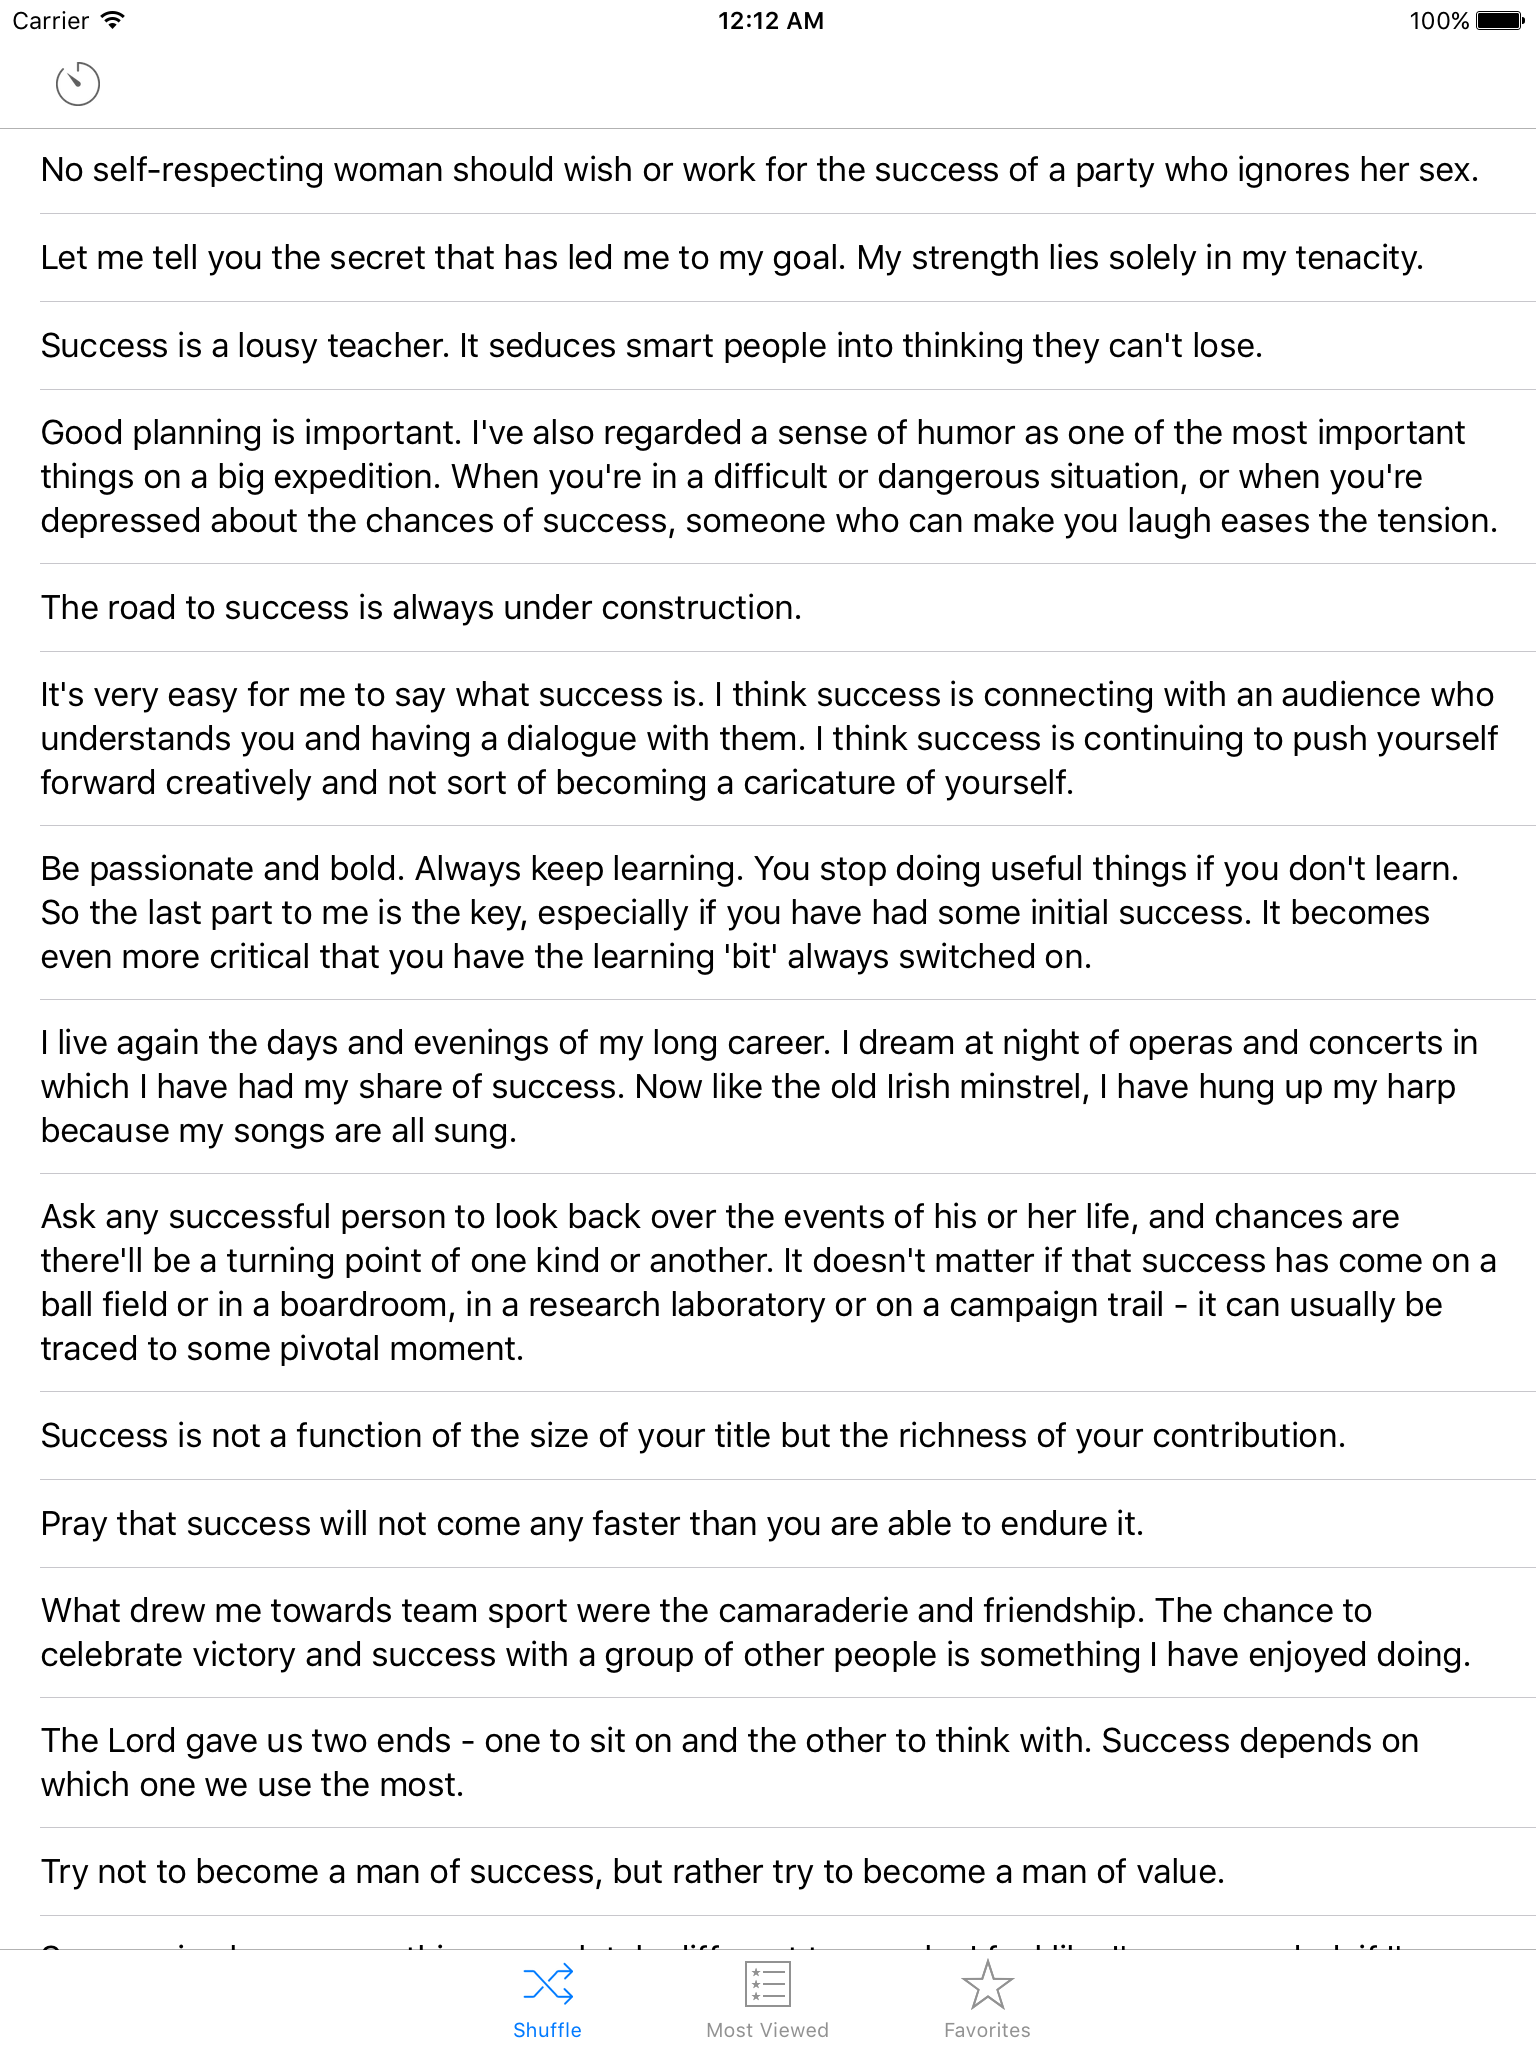 Carrier
12:12 AM
100%
No self-respecting woman should wish or work for the success of a party who ignores her sex.
Let me tell you the secret that has led me to my goal. My strength lies solely in my tenacity.
Success is a lousy teacher. It seduces smart people into thinking they can't lose.
Good planning is important. I've also regarded a sense of humor as one of the most important
things on a big expedition. When you're in a difficult or dangerous situation, or when you're
depressed about the chances of success, someone who can make you laugh eases the tension.
The road to success is always under construction.
It's very easy for me to say what success is. I think success is connecting with an audience who
understands you and having a dialogue with them. I think success is continuing to push yourself
forward creatively and not sort of becoming a caricature of yourself.
Be passionate and bold. Always keep learning. You stop doing useful things if you don't learn.
So the last part to me is the key, especially if you have had some initial success. It becomes
even more critical that you have the learning 'bit' always switched on.
I live again the days and evenings of my long career. I dream at night of operas and concerts in
which I have had my share of success. Now like the old Irish minstrel, I have hung up my harp
because my songs are all sung.
Ask any successful person to look back over the events of his or her life, and chances are
there'll be a turning point of one kind or another. It doesn't matter if that success has come on a
ball field or in a boardroom, in a research laboratory or on a campaign trail - it can usually be
traced to some pivotal moment.
Success is not a function of the size of your title but the richness of your contribution.
Pray that success will not come any faster than you are able to endure it.
What drew me towards team sport were the camaraderie and friendship. The chance to
celebrate victory and success with a group of other people is something I have enjoyed doing.
The Lord gave us two ends - one to sit on and the other to think with. Success depends on
which one we use the most.
Try not to become a man of success, but rather try to become a man of value.
Shuffle
Most Viewed
Favorites